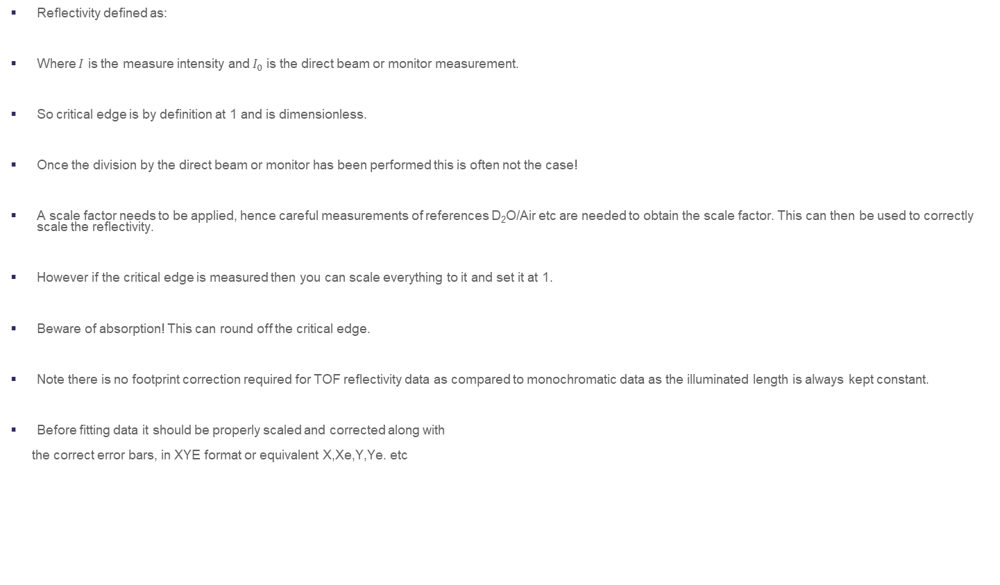 ▪ Reflectivity defined as:
▪ Where I is the measure intensity and I₀ is the direct beam or monitor measurement.
▪ So critical edge is by definition at 1 and is dimensionless.
▪ Once the division by the direct beam or monitor has been performed this is often not the case!
▪ A scale factor needs to be applied, hence careful measurements of references D₂O/Air etc are needed to obtain the scale factor. This can then be used to correctly
scale the reflectivity.
▪ However if the critical edge is measured then you can scale everything to it and set it at 1.
▪ Beware of absorption! This can round off the critical edge.
▪ Note there is no footprint correction required for TOF reflectivity data as compared to monochromatic data as the illuminated length is always kept constant.
▪ Before fitting data it should be properly scaled and corrected along with
the correct error bars, in XYE format or equivalent X,Xe,Y,Ye. etc